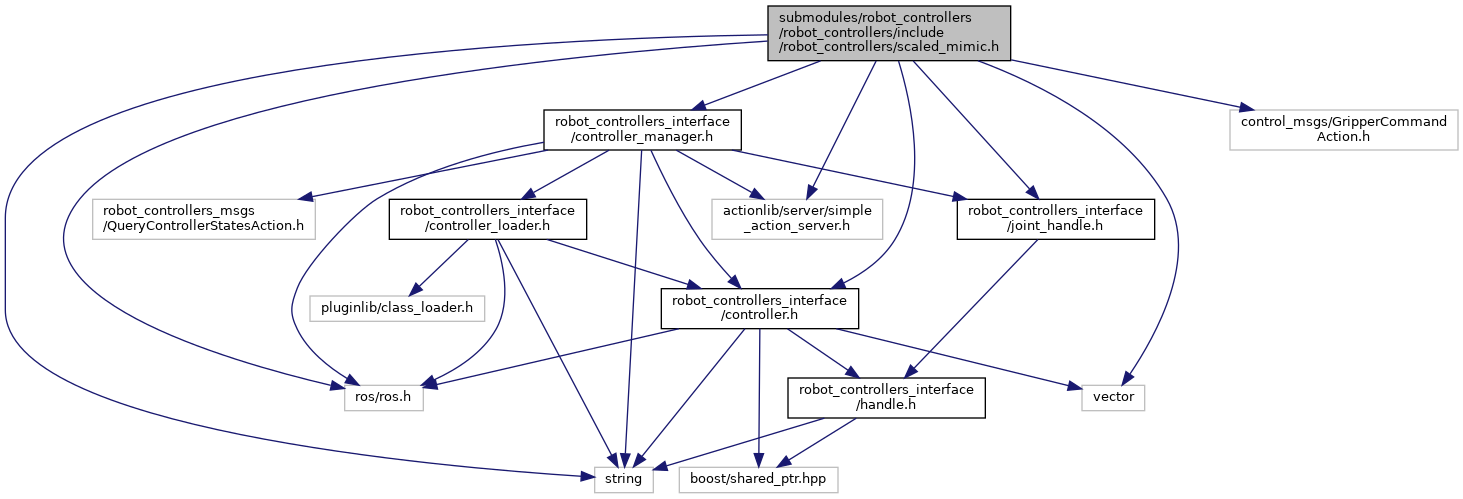 submodules/robot_controllers
/robot_controllers/include
/robot_controllers/scaled_mimic.h
robot_controllers_interface
/controller_manager.h
control_msgs/GripperCommand
Action.h
robot_controllers_msgs
/QueryControllerStatesAction.h
robot_controllers_interface
/controller_loader.h
actionlib/server/simple
_action_server.h
robot_controllers_interface
/joint_handle.h
pluginlib/class_loader.h
robot_controllers_interface
/controller.h
ros/ros.h
robot_controllers_interface
/handle.h
vector
string
boost/shared_ptr.hpp